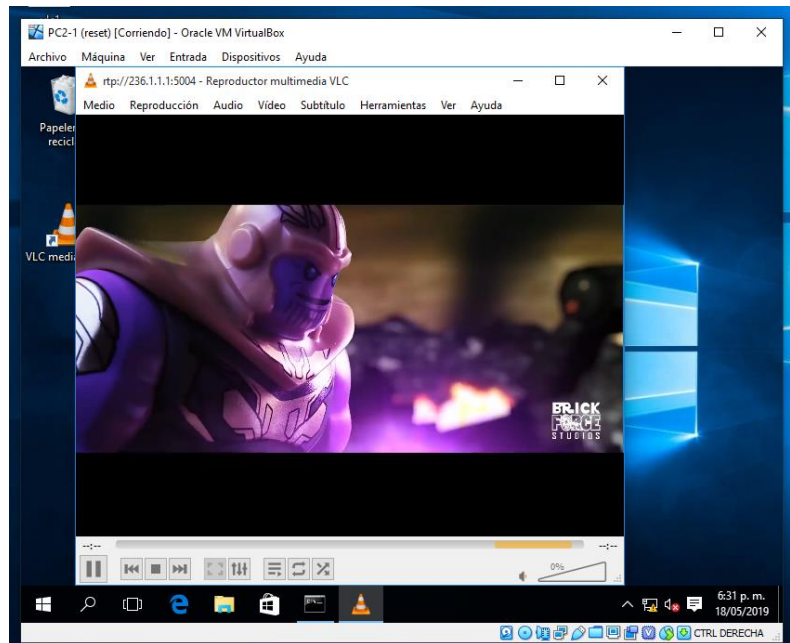 PC2-1 (reset) [Corriendo] - Oracle VM VirtualBox
Archivo Máquina Ver Entrada Dispositivos Ayuda
rtp://236.1.1.1:5004 - Reproductor multimedia VLC
Medio Reproducción Audio Vídeo Subtítulo Herramientas Ver Ayuda
Papeler
recicl
VLC media
BRICK
FORCE
STUDIOS
--:-- --:--
0%
6:31 p. m.
18/05/2019
CTRL DERECHA